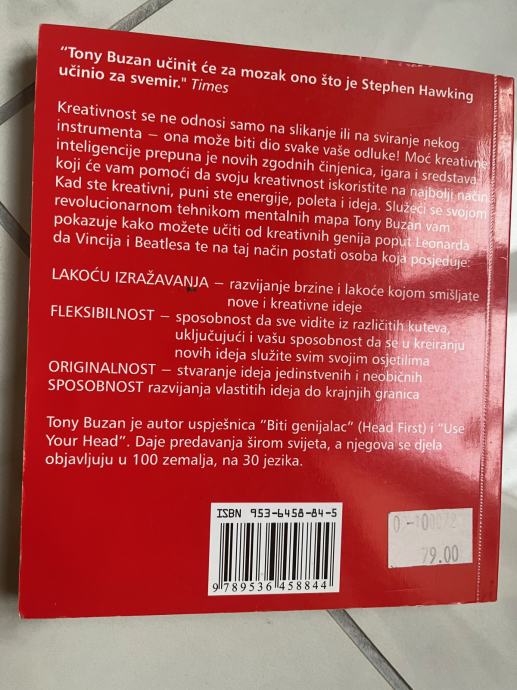 “Tony Buzan učinit će za mozak ono što je Stephen Hawking
učinio za svemir." Times
Kreativnost se ne odnosi samo na slikanje ili na sviranje nekog
instrumenta – ona može biti dio svake vaše odluke! Moć kreativne
inteligencije prepuna je novih zgodnih činjenica, igara i sredstava
koji će vam pomoći da svoju kreativnost iskoristite na najbolji način.
Kad ste kreativni, puni ste energije, poleta i ideja. Služeći se svojom
revolucionarnom tehnikom mentalnih mapa Tony Buzan vam
pokazuje kako možete učiti od kreativnih genija poput Leonarda
da Vincija i Beatlesa te na taj način postati osoba koja posjeduje:
LAKOĆU IZRAŽAVANJA – razvijanje brzine i lakoće kojom smišljate
nove i kreativne ideje
FLEKSIBILNOST – sposobnost da sve vidite iz različitih kuteva,
uključujući i vašu sposobnost da se u kreiranju
novih ideja služite svim svojim osjetilima
ORIGINALNOST – stvaranje ideja jedinstvenih i neobičnih
SPOSOBNOST razvijanja vlastitih ideja do krajnjih granica
Tony Buzan je autor uspješnica “Biti genijalac” (Head First) i “Use
Your Head”. Daje predavanja širom svijeta, a njegova se djela
objavljuju u 100 zemalja, na 30 jezika.
ISBN 953-6458-84-5
9 789536 458844
79.00